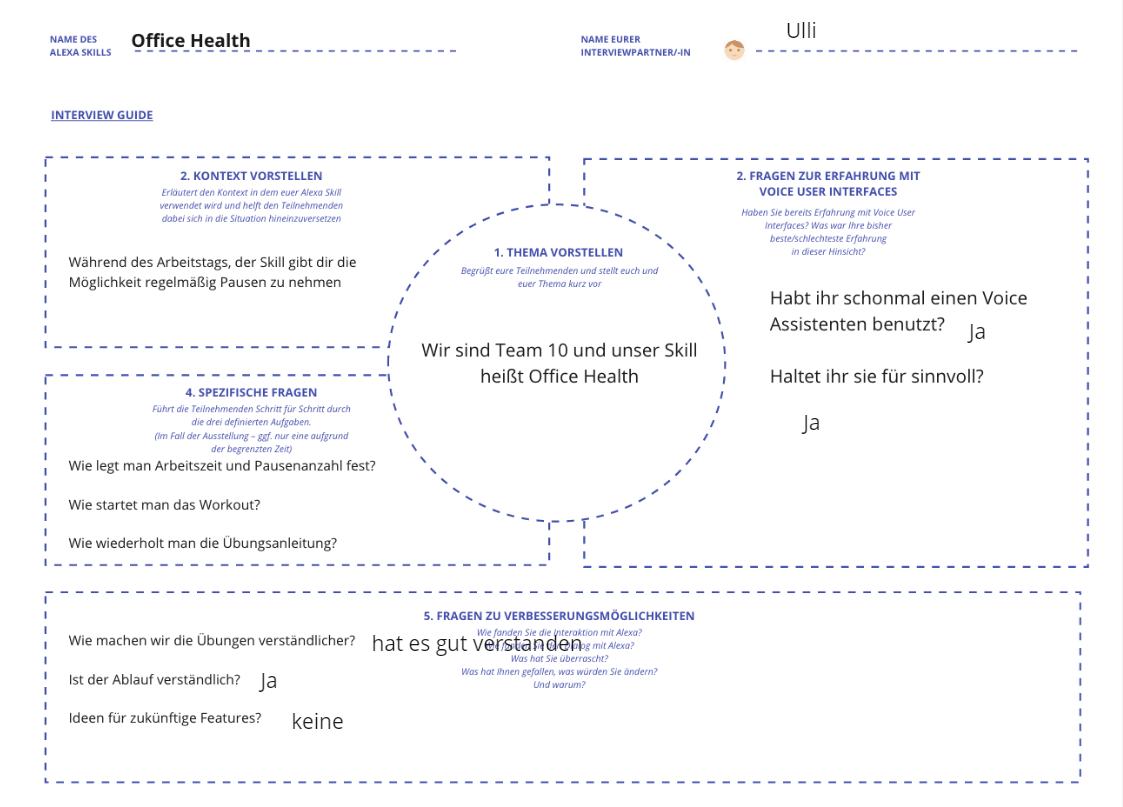 NAME DES
ALEXA SKILLS
Office Health
NAME EURER
INTERVIEWPARTNER/-IN
Ulli
INTERVIEW GUIDE
2. KONTEXT VORSTELLEN
Erläutert den Kontext in dem euer Alexa Skill
verwendet wird und helft den Teilnehmenden
dabei sich in die Situation hineinzuversetzen
Während des Arbeitstags, der Skill gibt dir die
Möglichkeit regelmäßig Pausen zu nehmen
1. THEMA VORSTELLEN
Begrüßt eure Teilnehmenden und stellt euch und
euer Thema kurz vor
Wir sind Team 10 und unser Skill
heißt Office Health
2. FRAGEN ZUR ERFAHRUNG MIT
VOICE USER INTERFACES
Haben Sie bereits Erfahrung mit Voice User
Interfaces? Was war Ihre bisher
beste/schlechteste Erfahrung
in dieser Hinsicht?
Habt ihr schonmal einen Voice
Assistenten benutzt?
Ja
Haltet ihr sie für sinnvoll?
Ja
4. SPEZIFISCHE FRAGEN
Führt die Teilnehmenden Schritt für Schritt durch
die drei definierten Aufgaben.
(Im Fall der Ausstellung – ggf. nur eine aufgrund
der begrenzten Zeit)
Wie legt man Arbeitszeit und Pausenanzahl fest?
Wie startet man das Workout?
Wie wiederholt man die Übungsanleitung?
5. FRAGEN ZU VERBESSERUNGSMÖGLICHKEITEN
Wie fanden Sie die Interaktion mit Alexa?
mit Alexa?
Was hat Sie überrascht?
Was hat Ihnen gefallen, was würden Sie ändern?
Und warum?
Wie machen wir die Übungen verständlicher?
hat es gut verstanden
Ist der Ablauf verständlich?
Ja
Ideen für zukünftige Features?
keine